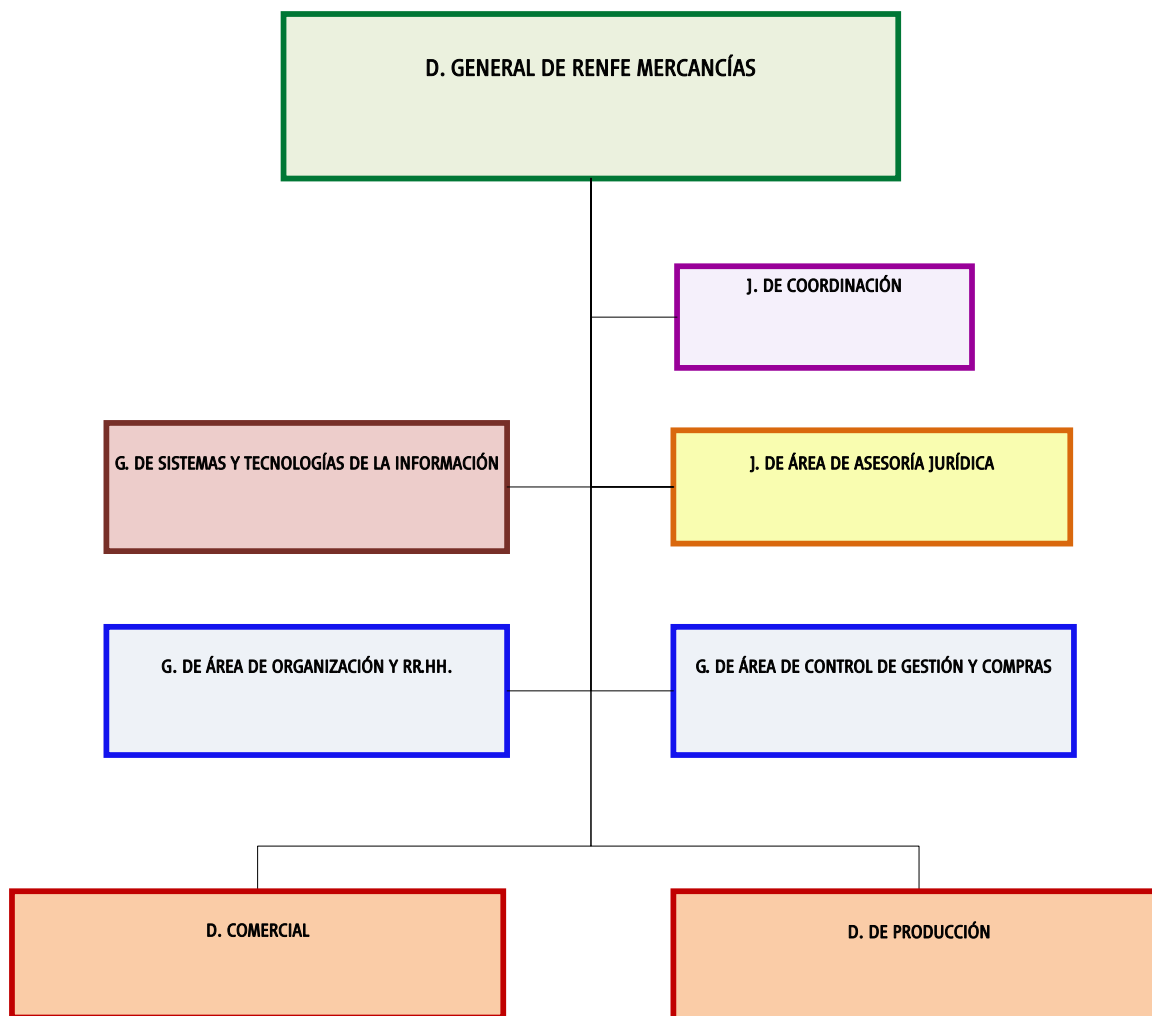 D. GENERAL DE RENFE MERCANCÍAS
J. DE COORDINACIÓN
G. DE SISTEMAS Y TECNOLOGÍAS DE LA INFORMACIÓN
J. DE ÁREA DE ASESORÍA JURÍDICA
G. DE ÁREA DE ORGANIZACIÓN Y RR.HH.
G. DE ÁREA DE CONTROL DE GESTIÓN Y COMPRAS
D. COMERCIAL
D. DE PRODUCCIÓN